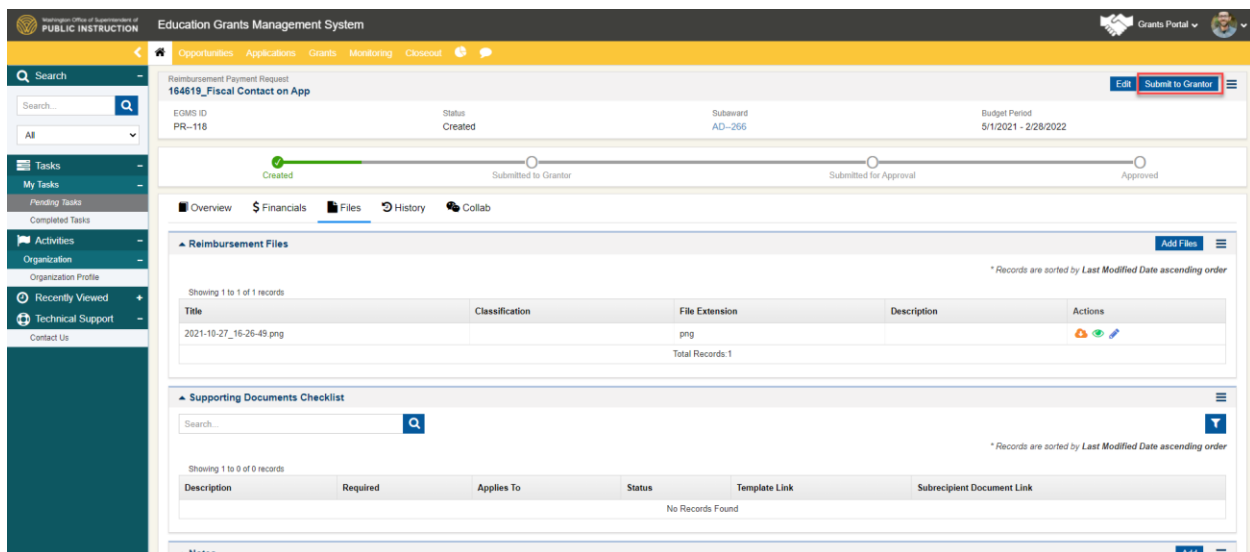 Washington Office of Superintendent of
PUBLIC INSTRUCTION
Education Grants Management System
Grants Portal
Opportunities Applications Grants Monitoring Closeout
Search
Search...
All
Tasks
My Tasks
Pending Tasks
Completed Tasks
Activities
Organization
Organization Profile
Recently Viewed
Technical Support
Contact Us
Reimbursement Payment Request
164619_Fiscal Contact on App
Edit Submit to Grantor
EGMS ID Status Subaward Budget Period
PR--118 Created AD--266 5/1/2021 - 2/28/2022
Created Submitted to Grantor Submitted for Approval Approved
Overview $ Financials Files History Collab
Reimbursement Files Add Files
* Records are sorted by Last Modified Date ascending order
Showing 1 to 1 of 1 records
Title Classification File Extension Description Actions
2021-10-27_16-26-49.png png
Total Records:1
Supporting Documents Checklist
Search...
* Records are sorted by Last Modified Date ascending order
Showing 1 to 0 of 0 records
Description Required Applies To Status Template Link Subrecipient Document Link
No Records Found
Notes Add